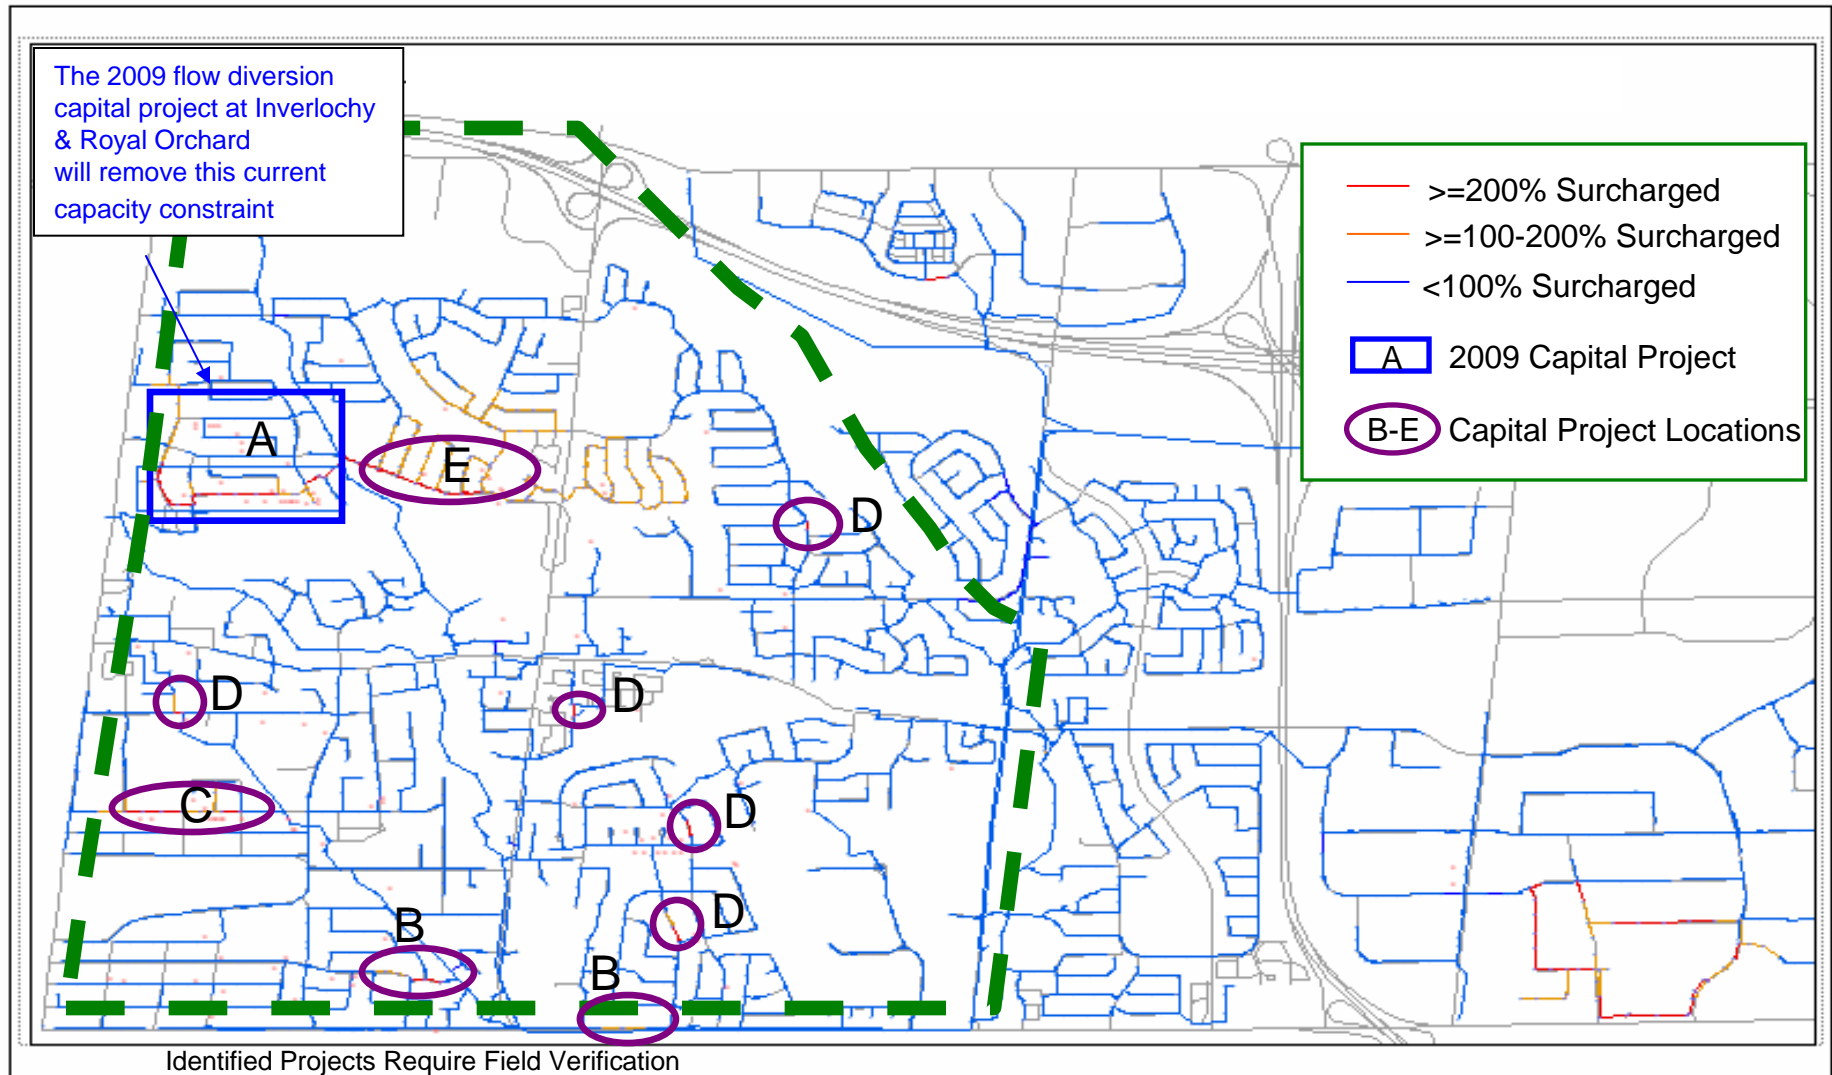 The 2009 flow diversion
capital project at Inverlochy
& Royal Orchard
will remove this current
capacity constraint
>=200% Surcharged
>=100-200% Surcharged
<100% Surcharged
A 2009 Capital Project
B-E Capital Project Locations
A
E
D
D
D
C
D
D
B
B
Identified Projects Require Field Verification